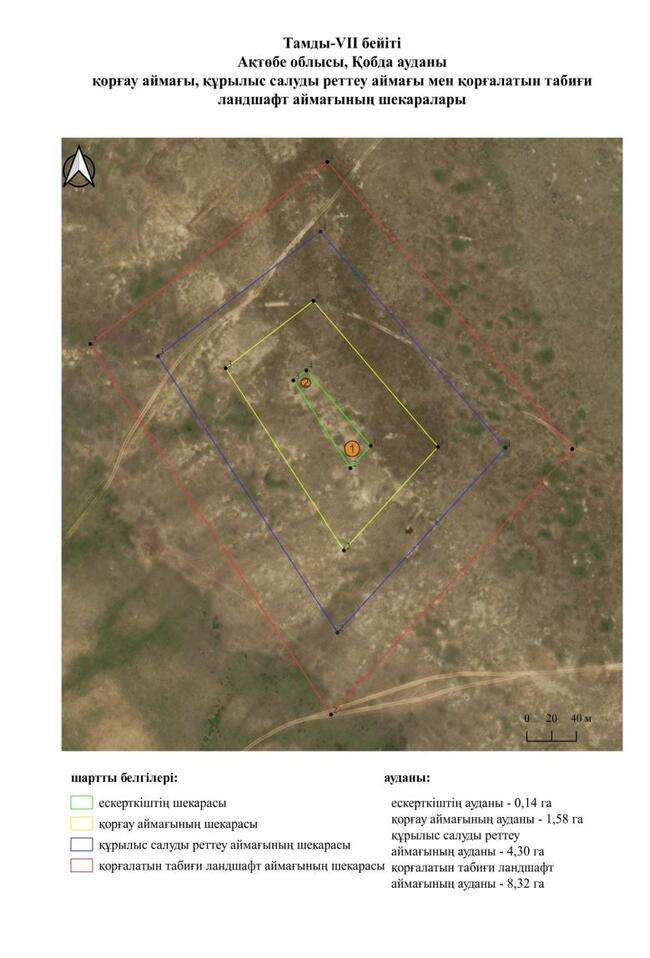 Тамды-VII бейіті
Ақтөбе облысы, Қобда ауданы
қорғау аймағы, құрылыс салуды реттеу аймағы мен қорғалатын табиғи
ландшафт аймағының шекаралары
2
1
0 20 40 м
шартты белгілері:
ескерткіштің шекарасы
қорғау аймағының шекарасы
құрылыс салуды реттеу аймағының шекарасы
қорғалатын табиғи ландшафт аймағының шекарасы
ауданы:
ескерткіштің ауданы - 0,14 га
қорғау аймағының ауданы - 1,58 га
құрылыс салуды реттеу
аймағының ауданы - 4,30 га
қорғалатын табиғи ландшафт
аймағының ауданы - 8,32 га